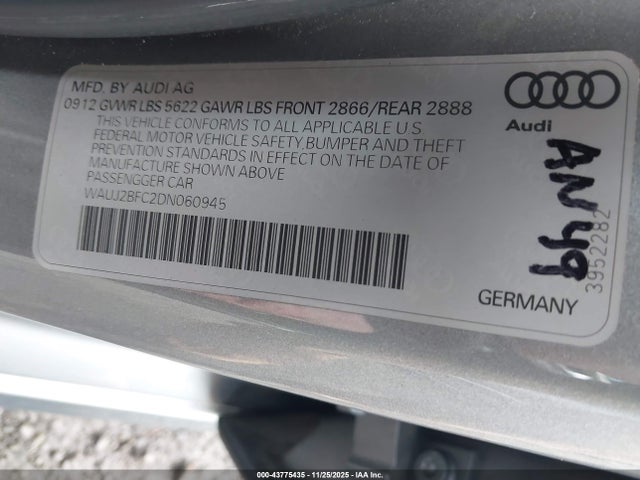 MFD. BY AUDI AG
0912 GVWR LBS 5622 GAWR LBS FRONT 2866/REAR 2888
THIS VEHICLE CONFORMS TO ALL APPLICABLE U.S.
FEDERAL MOTOR VEHICLE SAFETY,BUMPER AND THEFT
PREVENTION STANDARDS IN EFFECT ON THE DATE OF
MANUFACTURE SHOWN ABOVE
PASSENGGER CAR
WAUJ2BFC2DN060945
Audi
AN49
3952282
GERMANY
000-43775435 11/25/2025 IAAI Inc.